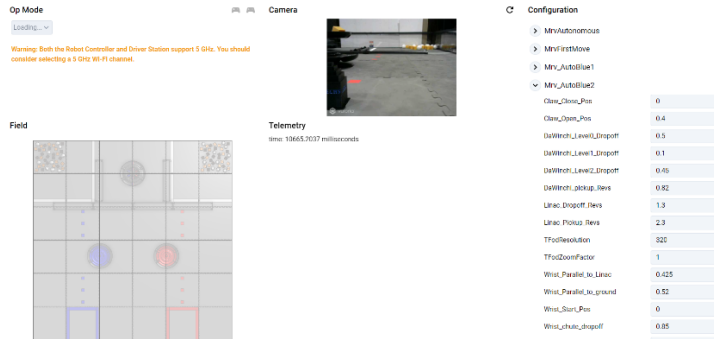 Op Mode
Loading...
Warning: Both the Robot Controller and Driver Station support 5 GHz. You should
consider selecting a 5 GHz Wi-Fi channel.
Field
Camera
Telemetry
time: 10665.2037 milliseconds
Configuration
MrvAutonomous
MrvFirstMove
Mrv_AutoBlue1
Mrv_AutoBlue2
Claw_Close_Pos 0
Claw_Open_Pos 0.4
DaWinchi_Level0_Dropoff 0.5
DaWinchi_Level1_Dropoff 0.1
DaWinchi_Level2_Dropoff 0.45
DaWinchi_pickup_Revs 0.82
Linac_Dropoff_Revs 1.3
Linac_Pickup_Revs 2.3
TFodResolution 320
TFodZoomFactor 1
Wrist_Parallel_to_Linac 0.425
Wrist_Parallel_to_ground 0.52
Wrist_Start_Pos 0
Wrist_chute_dropoff 0.85